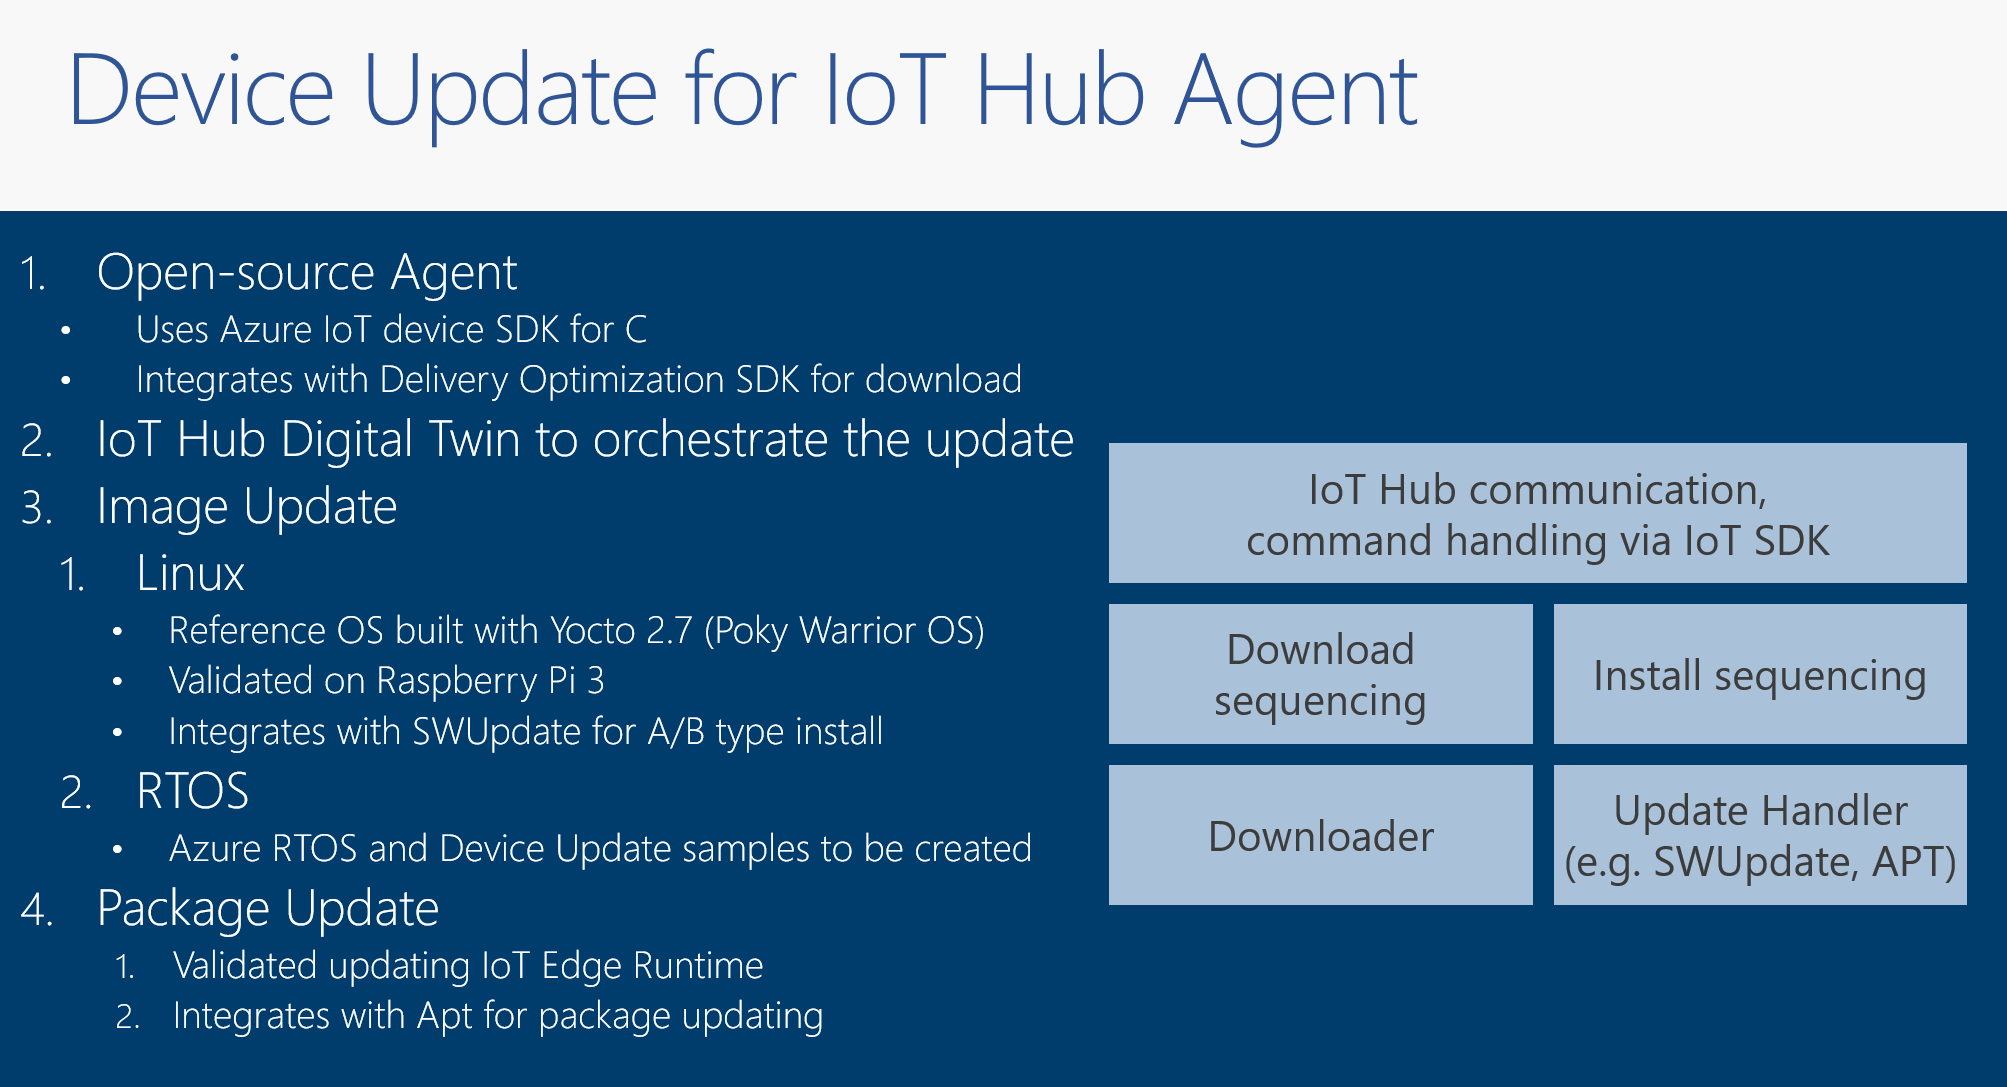 Device Update for IoT Hub Agent
1. Open-source Agent
• Uses Azure IoT device SDK for C
• Integrates with Delivery Optimization SDK for download
2. IoT Hub Digital Twin to orchestrate the update
3. Image Update
1. Linux
• Reference OS built with Yocto 2.7 (Poky Warrior OS)
• Validated on Raspberry Pi 3
• Integrates with SWUpdate for A/B type install
2. RTOS
• Azure RTOS and Device Update samples to be created
4. Package Update
1. Validated updating IoT Edge Runtime
2. Integrates with Apt for package updating
IoT Hub communication,
command handling via IoT SDK
Download
sequencing
Install sequencing
Downloader
Update Handler
(e.g. SWUpdate, APT)